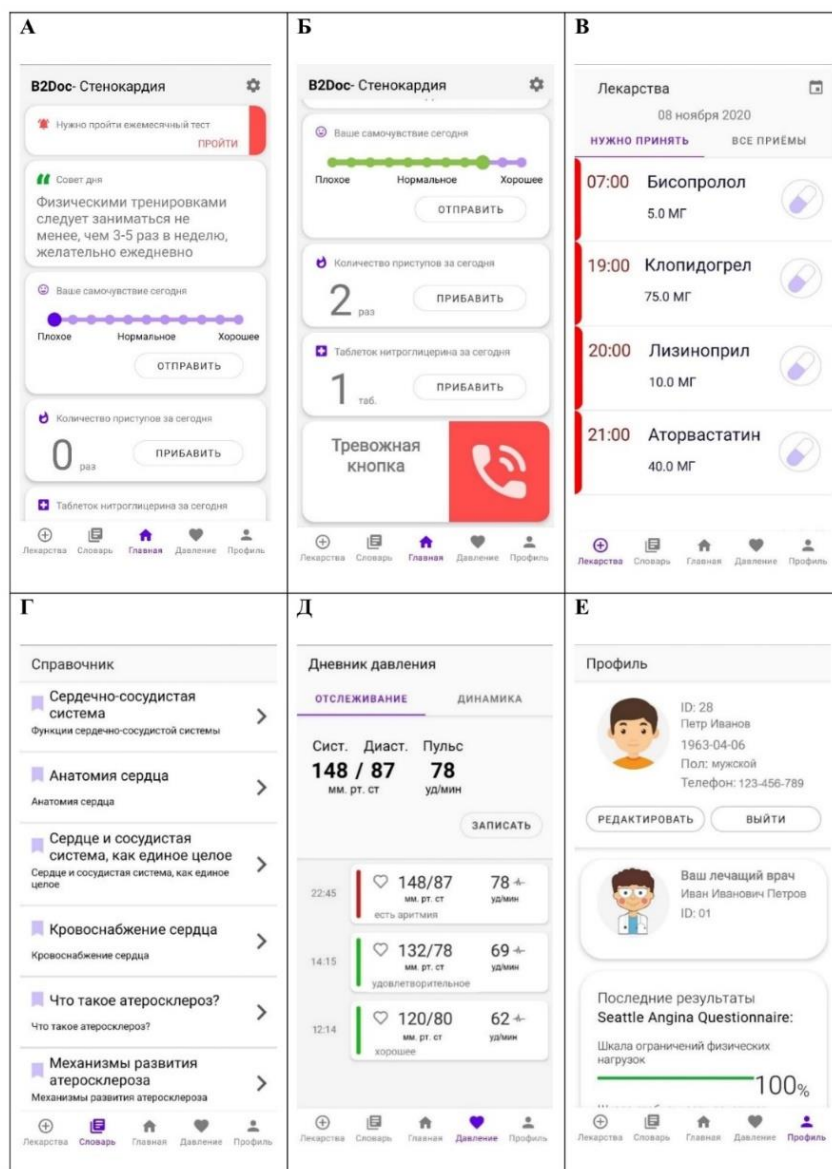 А
B2Doc- Стенокардия
Нужно пройти ежемесячный тест
ПРОЙТИ
Совет дня
Физическими тренировками
следует заниматься не
менее, чем 3-5 раз в неделю,
желательно ежедневно
Ваше самочувствие сегодня
Плохое Нормальное Хорошее
ОТПРАВИТЬ
Количество приступов за сегодня
0 раз ПРИБАВИТЬ
Таблеток нитроглицерина за сегодня
Лекарства Словарь Главная Давление Профиль
Б
B2Doc- Стенокардия
Ваше самочувствие сегодня
Плохое Нормальное Хорошее
ОТПРАВИТЬ
Количество приступов за сегодня
2 раз ПРИБАВИТЬ
Таблеток нитроглицерина за сегодня
1 таб. ПРИБАВИТЬ
Тревожная
кнопка
Лекарства Словарь Главная Давление Профиль
В
Лекарства
08 ноября 2020
НУЖНО ПРИНЯТЬ ВСЕ ПРИЁМЫ
07:00 Бисопролол
5.0 МГ
19:00 Клопидогрел
75.0 МГ
20:00 Лизиноприл
10.0 МГ
21:00 Аторвастатин
40.0 МГ
Лекарства Словарь Главная Давление Профиль
Г
Справочник
Сердечно-сосудистая
система
Функции сердечно-сосудистой системы
Анатомия сердца
Анатомия сердца
Сердце и сосудистая
система, как единое целое
Сердце и сосудистая система, как единое
целое
Кровоснабжение сердца
Кровоснабжение сердца
Что такое атеросклероз?
Что такое атеросклероз?
Механизмы развития
атеросклероза
Механизмы развития атеросклероза
Лекарства Словарь Главная Давление Профиль
Д
Дневник давления
ОТСЛЕЖИВАНИЕ ДИНАМИКА
Сист. Диаст. Пульс
148 / 87 78
мм. рт. ст уд/мин
ЗАПИСАТЬ
22:45 148/87 78
мм. рт. ст уд/мин
есть аритмия
14:15 132/78 69
мм. рт. ст уд/мин
удовлетворительное
12:14 120/80 62
мм. рт. ст уд/мин
хорошее
Лекарства Словарь Главная Давление Профиль
Е
Профиль
ID: 28
Петр Иванов
1963-04-06
Пол: мужской
Телефон: 123-456-789
РЕДАКТИРОВАТЬ ВЫЙТИ
Ваш лечащий врач
Иван Иванович Петров
ID: 01
Последние результаты
Seattle Angina Questionnaire:
Шкала ограничений физических
нагрузок
100%
Лекарства Словарь Главная Давление Профиль